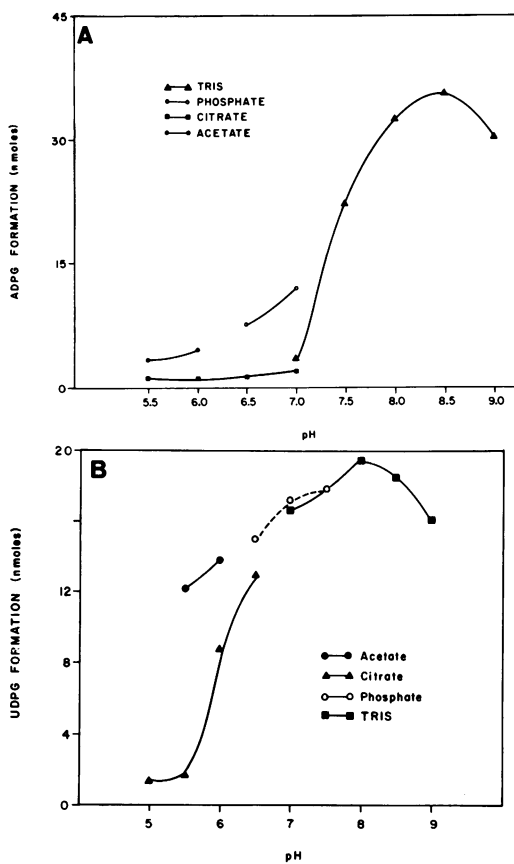 A
45
TRIS
PHOSPHATE
CITRATE
ACETATE
30
15
0
ADPG FORMATION (nmoles)
5.5 6.0 6.5 7.0 7.5 8.0 8.5 9.0
pH
B
20
12
8
4
0
UDPG FORMATION (nmoles)
Acetate
Citrate
Phosphate
TRIS
5 6 7 8 9
pH